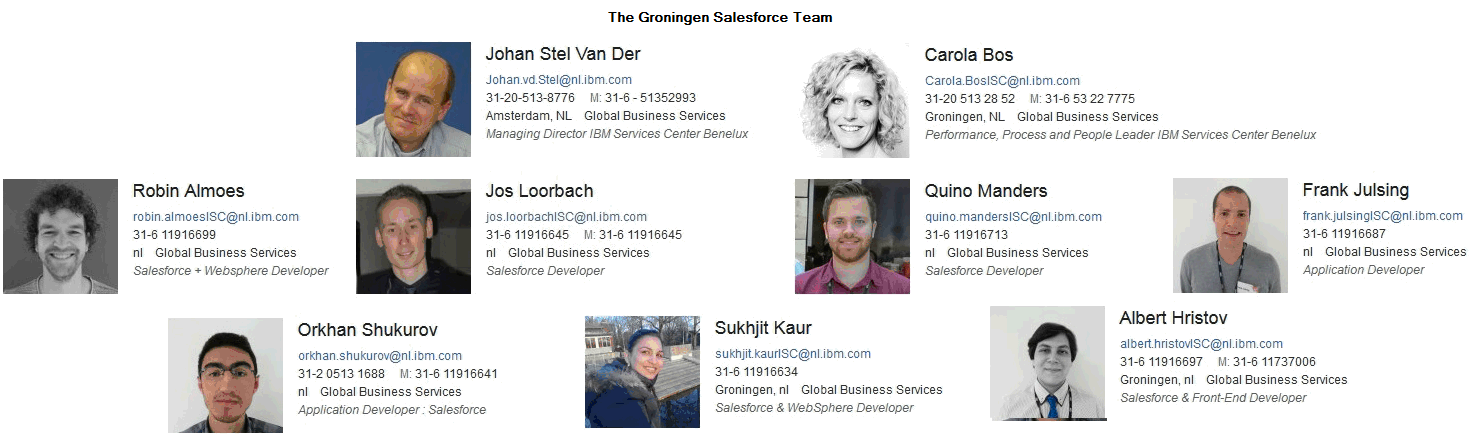 The Groningen Salesforce Team
Johan Stel Van Der
Johan.vd.Stel@nl.ibm.com
31-20-513-8776 M: 31-6 - 51352993
Amsterdam, NL Global Business Services
Managing Director IBM Services Center Benelux
Carola Bos
Carola.BosISC@nl.ibm.com
31-20 513 28 52 M: 31-6 53 22 7775
Groningen, NL Global Business Services
Performance, Process and People Leader IBM Services Center Benelux
Robin Almoes
robin.almoesISC@nl.ibm.com
31-6 11916699
nl Global Business Services
Salesforce + Websphere Developer
Jos Loorbach
jos.loorbachISC@nl.ibm.com
31-6 11916645 M: 31-6 11916645
nl Global Business Services
Salesforce Developer
Quino Manders
quino.mandersISC@nl.ibm.com
31-6 11916713
nl Global Business Services
Salesforce Developer
Frank Julsing
frank.julsingISC@nl.ibm.com
31-6 11916687
nl Global Business Services
Application Developer
Orkhan Shukurov
orkhan.shukurov@nl.ibm.com
31-2 0513 1688 M: 31-6 11916641
nl Global Business Services
Application Developer : Salesforce
Sukhjit Kaur
sukhjit.kaurISC@nl.ibm.com
31-6 11916634
Groningen, nl Global Business Services
Salesforce & WebSphere Developer
Albert Hristov
albert.hristovISC@nl.ibm.com
31-6 11916697 M: 31-6 11737006
Groningen, nl Global Business Services
Salesforce & Front-End Developer